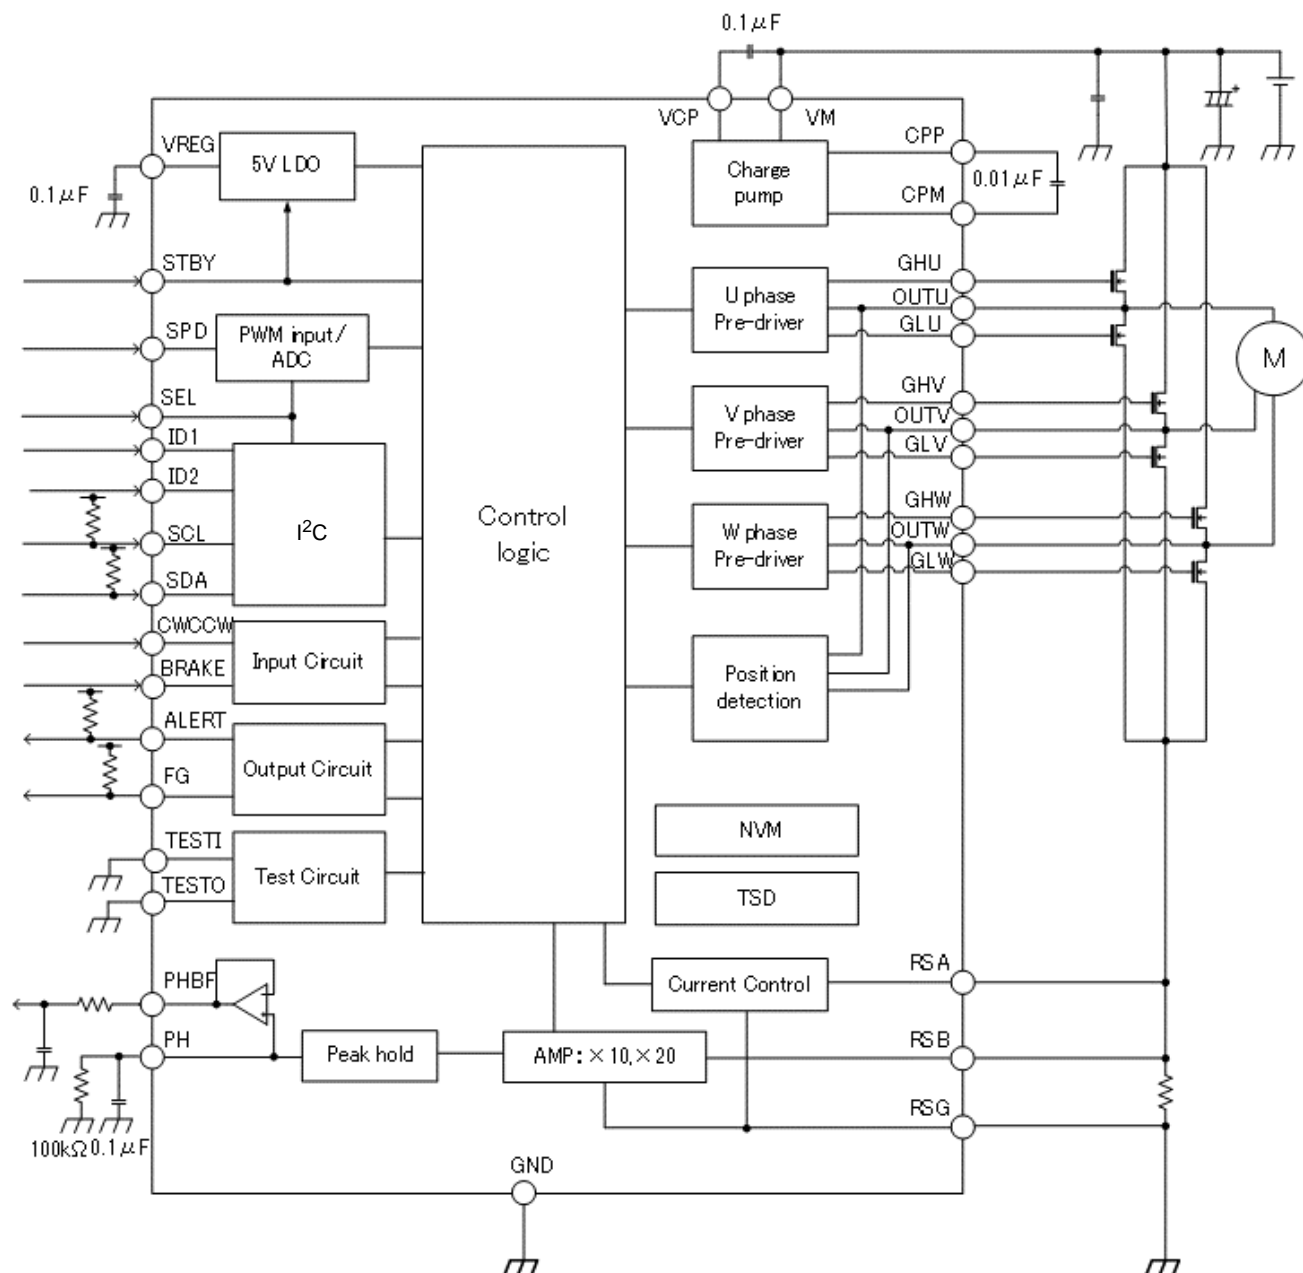 0.1μF
VCP
VM
VREG
5V LDO
CPP
Charge
pump
0.01μF
0.1μF
CPM
STBY
GHU
U phase
Pre-driver
OUTU
SPD
PWM input/
ADC
GLU
M
SEL
GHV
V phase
Pre-driver
OUTV
ID1
GLV
ID2
GHW
Control
logic
I²C
SCL
W phase
Pre-driver
OUTW
GLW
SDA
CWCCW
Input Circuit
BRAKE
Position
detection
ALERT
Output Circuit
FG
NVM
TESTI
Test Circuit
TESTO
TSD
RSA
PHBF
Current Control
PH
Peak hold
AMP:×10,×20
RSB
RSG
100kΩ
0.1μF
GND